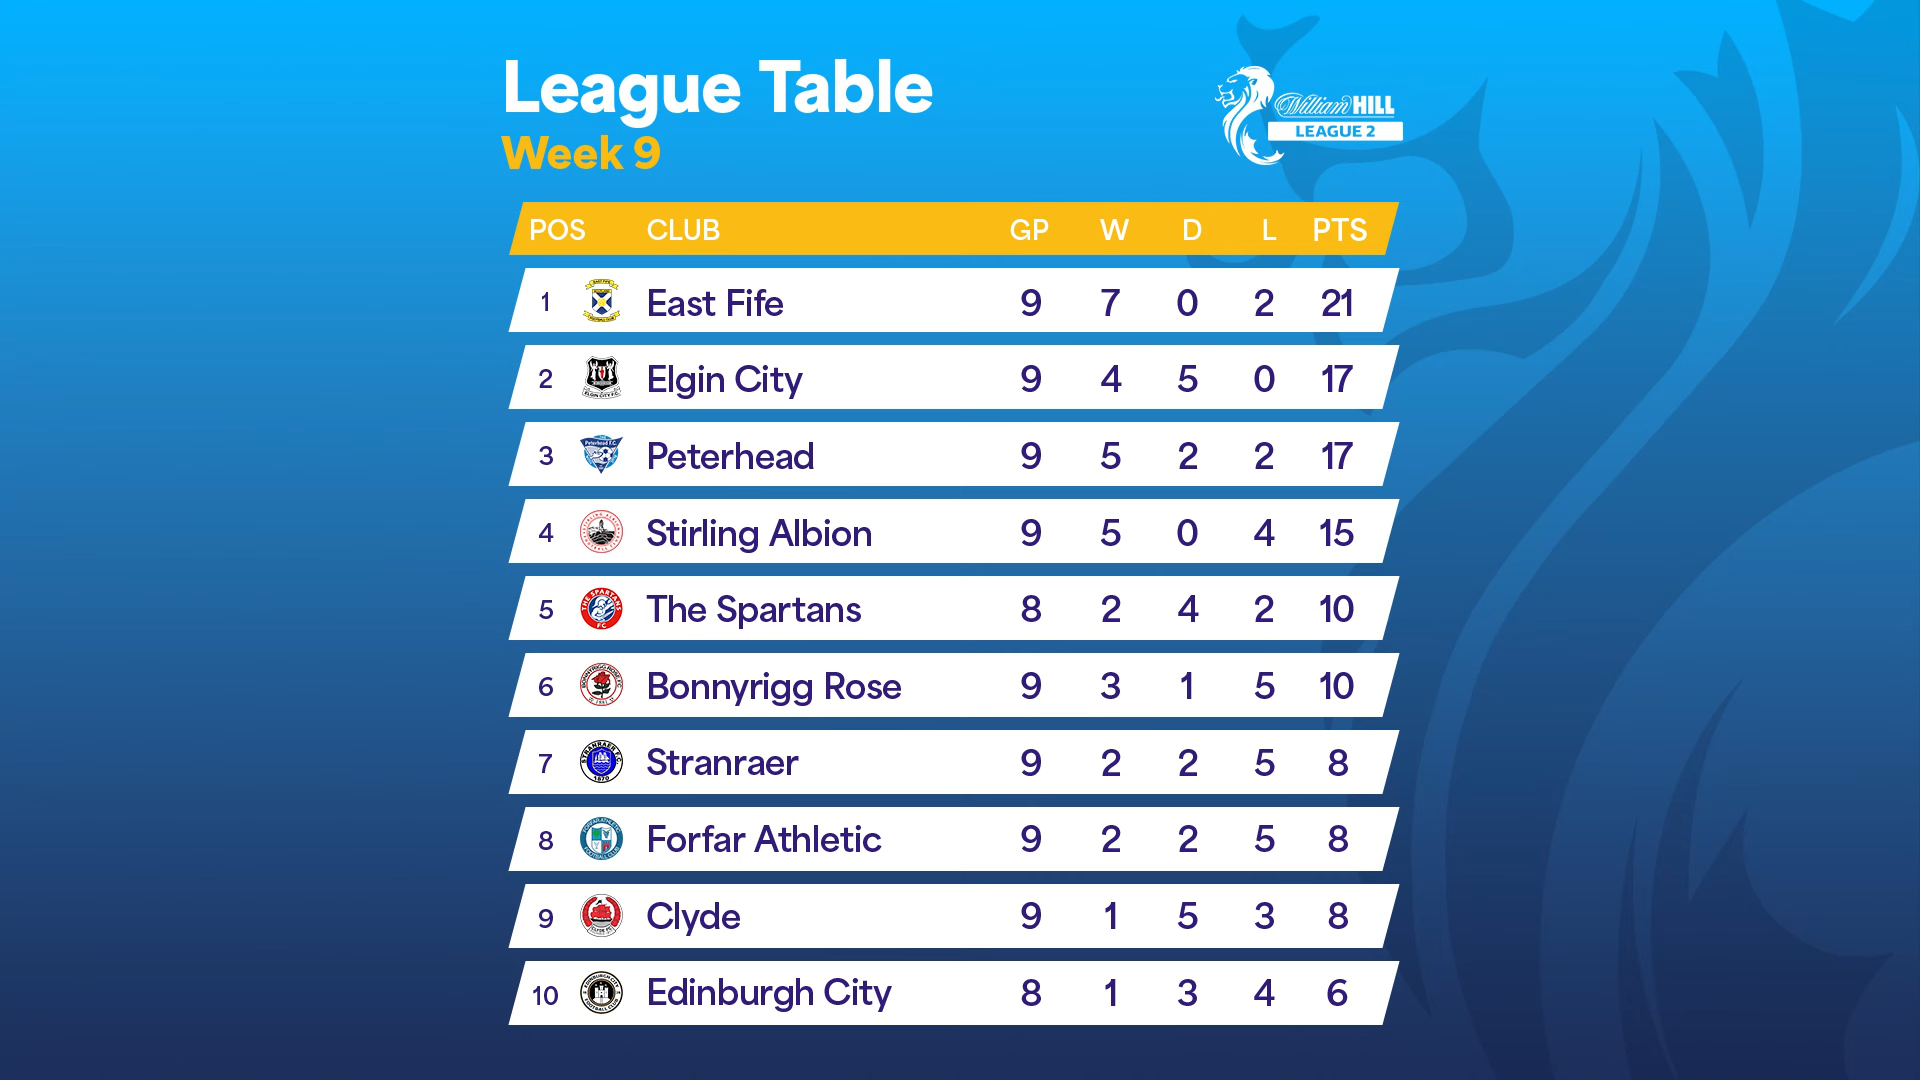 League Table
Week 9
William HILL
LEAGUE 2
POS CLUB GP W D L PTS
1 East Fife 9 7 0 2 21
2 Elgin City 9 4 5 0 17
3 Peterhead 9 5 2 2 17
4 Stirling Albion 9 5 0 4 15
5 The Spartans 8 2 4 2 10
6 Bonnyrigg Rose 9 3 1 5 10
7 Stranraer 9 2 2 5 8
8 Forfar Athletic 9 2 2 5 8
9 Clyde 9 1 5 3 8
10 Edinburgh City 8 1 3 4 6